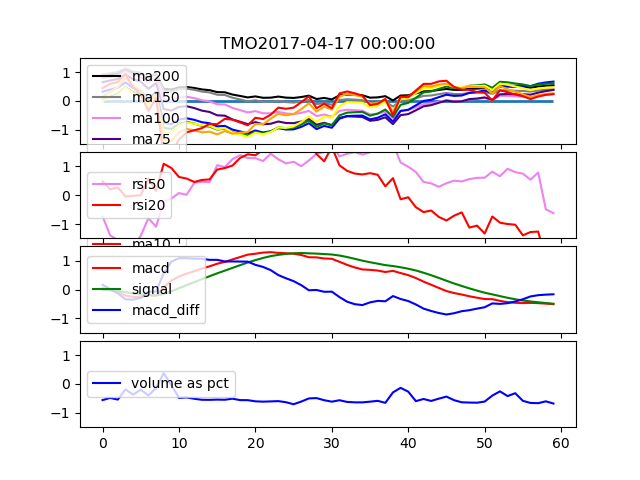 TMO2017-04-17 00:00:00
1
0
−1
ma200
ma150
ma100
ma75
1
0
−1
rsi50
rsi20
ma10
1
0
−1
macd
signal
macd_diff
1
0
−1
volume as pct
0 10 20 30 40 50 60